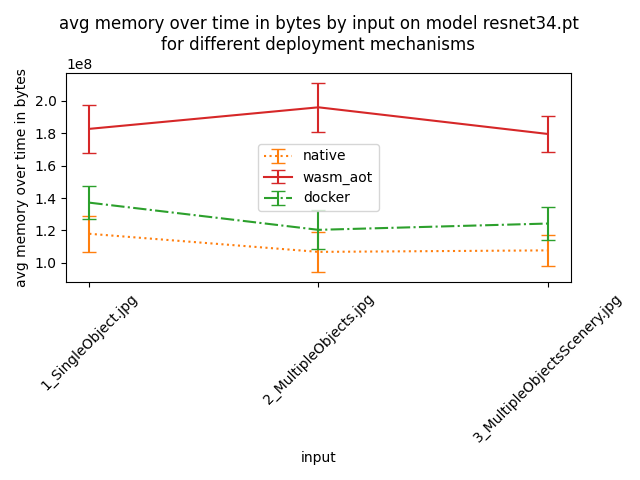 avg memory over time in bytes by input on model resnet34.pt
for different deployment mechanisms
1e8
avg memory over time in bytes
2.0
1.8
1.6
1.4
1.2
1.0
native
wasm_aot
docker
1_SingleObject.jpg
2_MultipleObjects.jpg
3_MultipleObjectsScenery.jpg
input